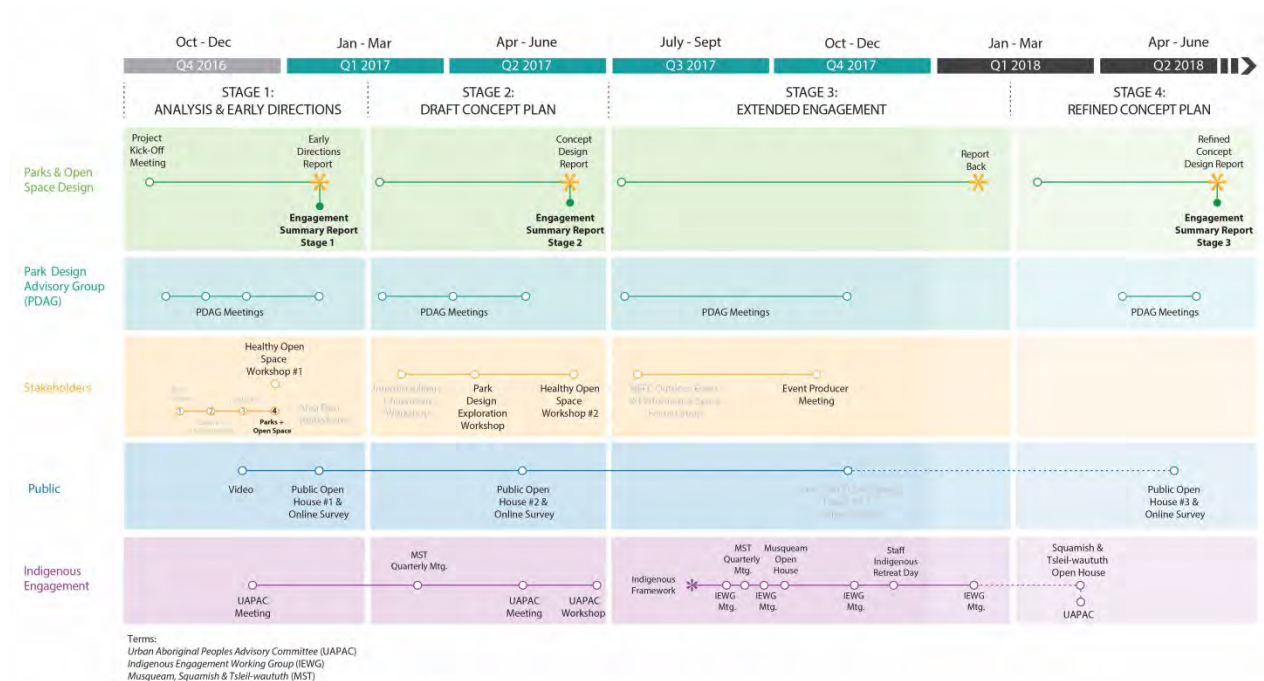 Oct - Dec
Jan - Mar
Apr - June
July - Sept
Oct - Dec
Jan - Mar
Apr - June
Q4 2016
Q1 2017
Q2 2017
Q3 2017
Q4 2017
Q1 2018
Q2 2018
STAGE 1:
ANALYSIS & EARLY DIRECTIONS
STAGE 2:
DRAFT CONCEPT PLAN
STAGE 3:
EXTENDED ENGAGEMENT
STAGE 4:
REFINED CONCEPT PLAN
Parks & Open
Space Design
Project
Kick-Off
Meeting
Early
Directions
Report
Engagement
Summary Report
Stage 1
Concept
Design
Report
Engagement
Summary Report
Stage 2
Report
Back
Refined
Concept
Design Report
Engagement
Summary Report
Stage 3
Park Design
Advisory Group
(PDAG)
PDAG Meetings
PDAG Meetings
PDAG Meetings
PDAG Meetings
Stakeholders
Healthy Open
Space
Workshop #1
1
2
3
4
Parks +
Open Space
Park
Design
Exploration
Workshop
Healthy Open
Space
Workshop #2
Event Producer
Meeting
Public
Video
Public Open
House #1 &
Online Survey
Public Open
House #2 &
Online Survey
Public Open
House #3 &
Online Survey
Indigenous
Engagement
UAPAC
Meeting
MST
Quarterly Mtg.
UAPAC
Meeting
UAPAC
Workshop
Indigenous
Framework
IEWG
Mtg.
MST
Quarterly
Mtg.
IEWG
Mtg.
Musqueam
Open
House
IEWG
Mtg.
Staff
Indigenous
Retreat Day
IEWG
Mtg.
Squamish &
Tsleil-waututh
Open House
UAPAC
Terms:
Urban Aboriginal Peoples Advisory Committee (UAPAC)
Indigenous Engagement Working Group (IEWG)
Musqueam, Squamish & Tsleil-waututh (MST)